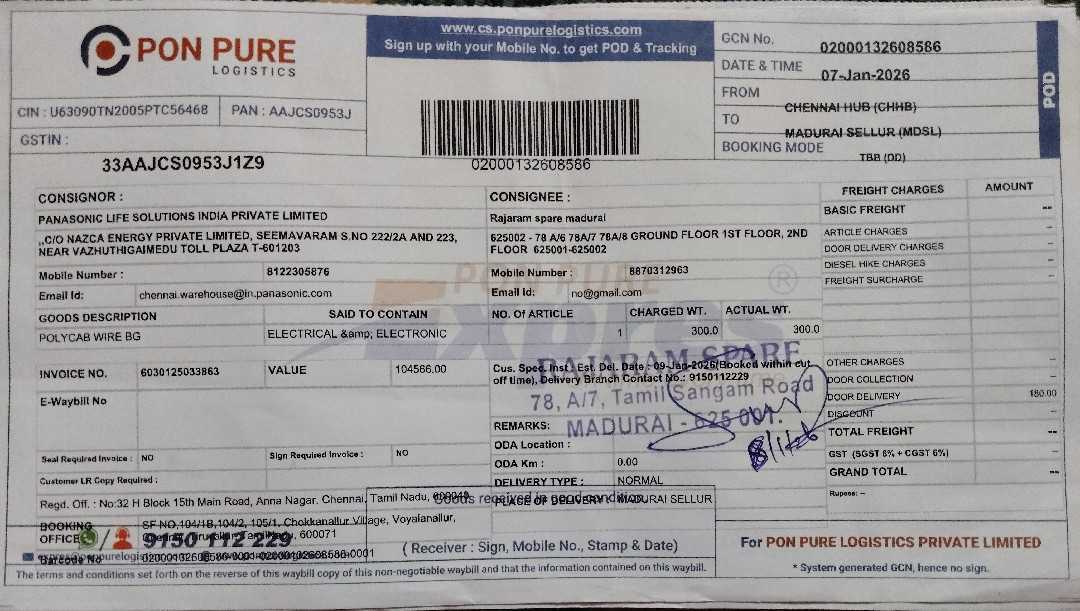 PON PURE
LOGISTICS
www.cs.ponpurelogistics.com
Sign up with your Mobile No. to get POD & Tracking
GCN No. 02000132608586
DATE & TIME 07-Jan-2026
FROM CHENNAI HUB (CHHB)
TO MADURAI SELLUR (MDSL)
BOOKING MODE TBB (DD)
POD
CIN : U63090TN2005PTC56468 PAN : AAJCS0953J
GSTIN :
33AAJCS0953J1Z9
02000132608586
CONSIGNOR :
PANASONIC LIFE SOLUTIONS INDIA PRIVATE LIMITED
,,C/O NAZCA ENERGY PRIVATE LIMITED, SEEMAVARAM S.NO 222/2A AND 223,
NEAR VAZHUTHIGAIMEDU TOLL PLAZA T-601203
Mobile Number : 8122305876
Email Id: chennai.warehouse@in.panasonic.com
CONSIGNEE :
Rajaram spare madurai
625002 - 78 A/6 78A/7 78A/8 GROUND FLOOR 1ST FLOOR, 2ND
FLOOR 625001-625002
Mobile Number : 8870312963
Email Id: no@gmail.com
PON PURE
Express ®
GOODS DESCRIPTION SAID TO CONTAIN
POLYCAB WIRE BG ELECTRICAL &amp; ELECTRONIC
NO. OF ARTICLE CHARGED WT. ACTUAL WT.
1 300.0 300.0
INVOICE NO. 6030125033863 VALUE 104566.00
E-Waybill No
Cus. Spec. Inst : Est. Del. Date : 09-Jan-2026(Booked within cut
off time), Delivery Branch Contact No.: 9150112229
RAJARAM SPARE
78, A/7, Tamil Sangam Road
MADURAI - 625 001.
8/1/26
REMARKS:
ODA Location :
ODA Km : 0.00
DELIVERY TYPE : NORMAL
PLACE OF DELIVERY : MADURAI SELLUR
Goods received in good condition
Seal Required Invoice : NO Sign Required Invoice : NO
Customer LR Copy Required :
Regd. Off. : No:32 H Block 15th Main Road, Anna Nagar. Chennai, Tamil Nadu,
BOOKING
OFFICE
SF NO,104/1B,104/2, 105/1, Chokkanallur Village, Voyalanallur,
600071
9150 112 229
Barcode No 02000132608586-0001-02000132608586-0001
( Receiver : Sign, Mobile No., Stamp & Date )
The terms and conditions set forth on the reverse of this waybill copy of this non-negotiable waybill and that the information contained on this waybill.
FREIGHT CHARGES AMOUNT
BASIC FREIGHT --
ARTICLE CHARGES --
DOOR DELIVERY CHARGES --
DIESEL HIKE CHARGES --
FREIGHT SURCHARGE --
OTHER CHARGES --
DOOR COLLECTION --
DOOR DELIVERY 180.00
DISCOUNT --
TOTAL FREIGHT --
GST (SGST 6% + CGST 6%) --
GRAND TOTAL --
Rupees: --
For PON PURE LOGISTICS PRIVATE LIMITED
* System generated GCN, hence no sign.